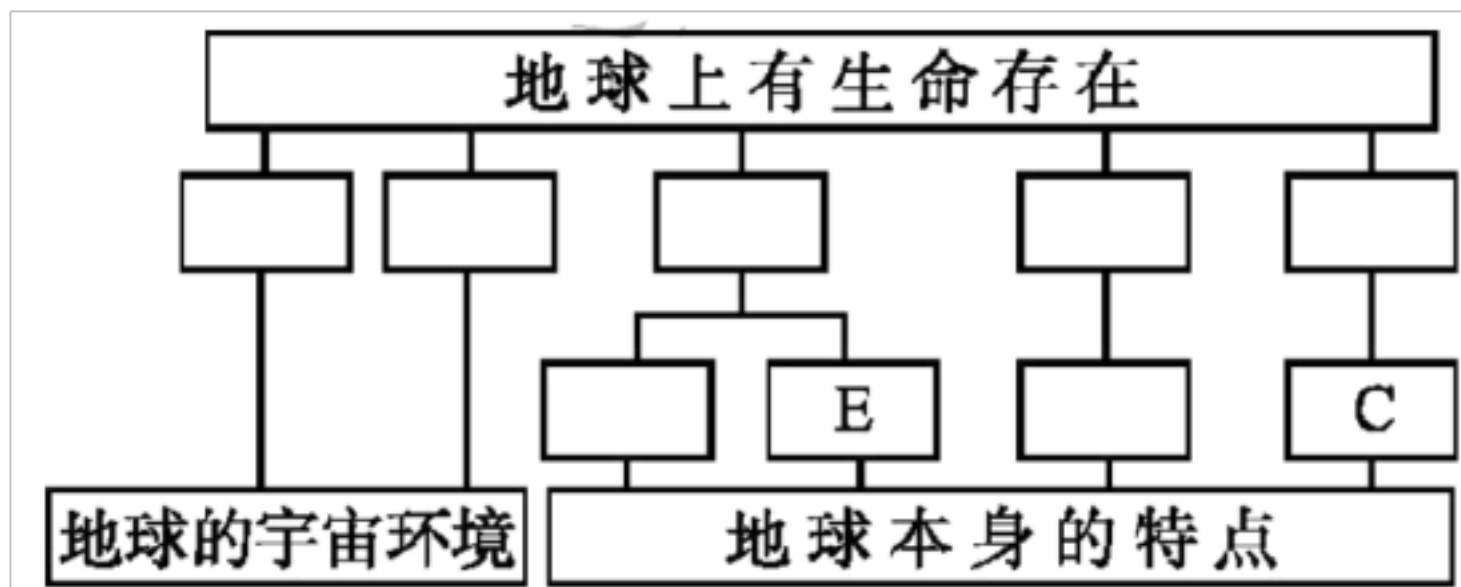 地球上有生命存在
E
C
地球的宇宙环境
地球本身的特点